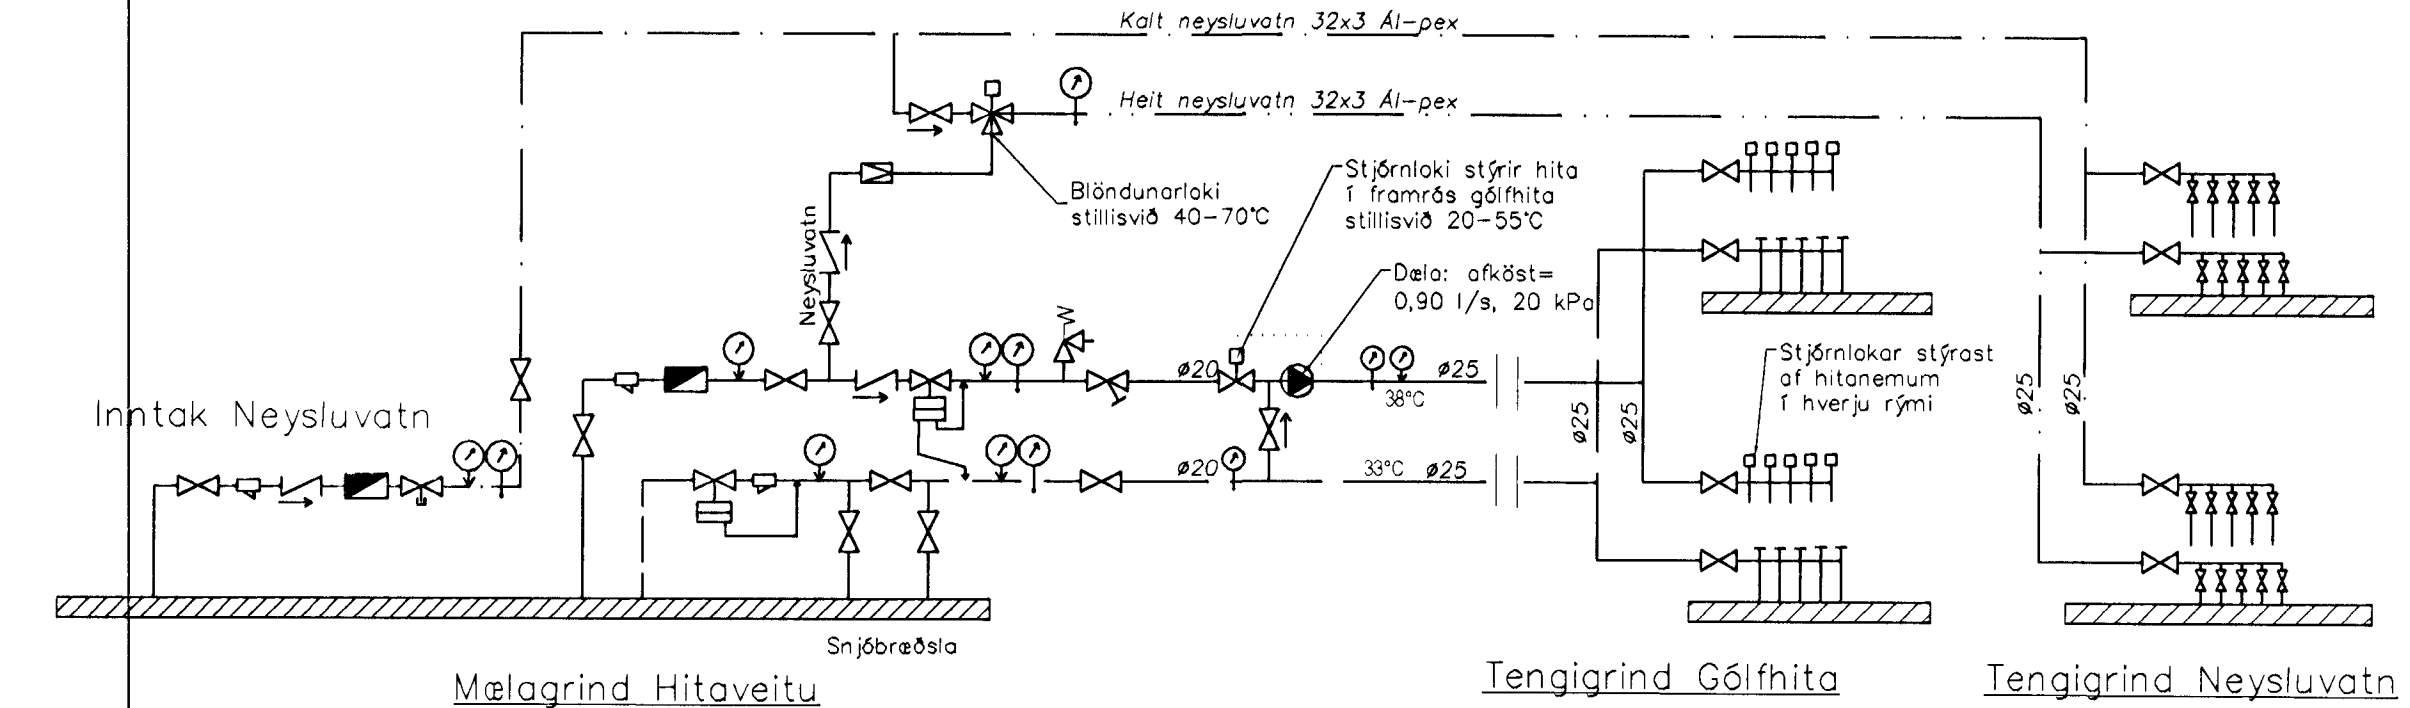 Kalt neysluvatn 32x3 Ál-pex
Heit neysluvatn 32x3 Ál-pex
Blöndunarloki
stillisvið 40-70°C
Stjórnloki stýrir hita
í framrás gólfhita
stillisvið 20-55°C
Dæla: afköst=
0,90 l/s, 20 kPa
Neysluvatn
Stjórnlokar stýrast
af hitanemum
í hverju rými
Inntak Neysluvatn
ø20
38°C
ø25
ø20
33°C
ø25
ø25
ø25
ø25
ø25
Snjóbræðsla
Mælagrind Hitaveitu
Tengigrind Gólfhita
Tengigrind Neysluvatn